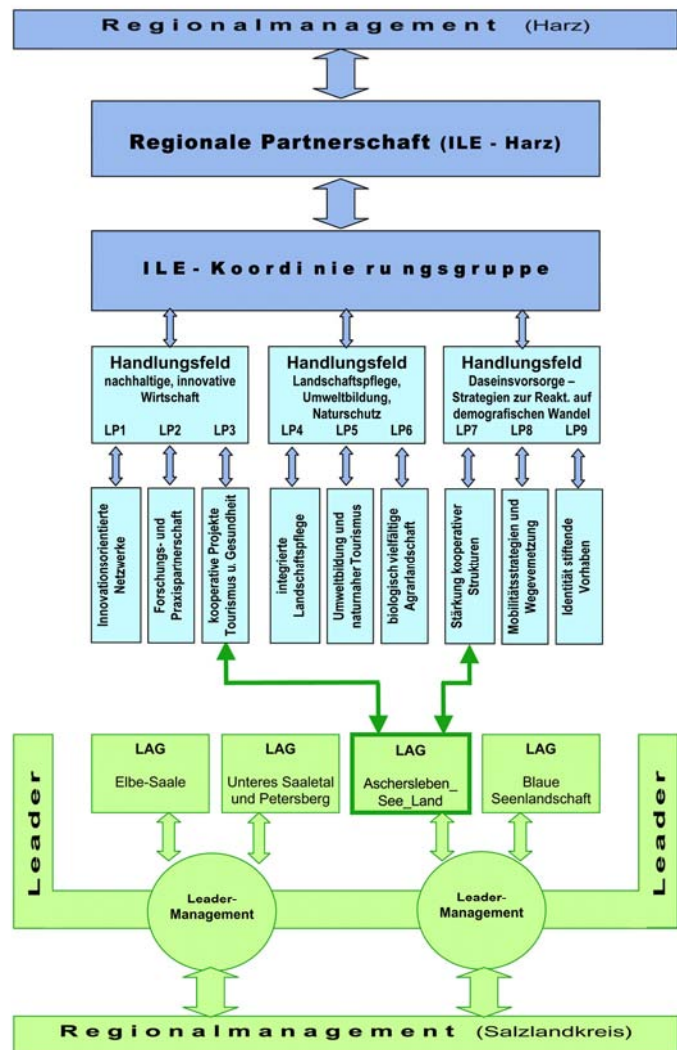 Regionalmanagement (Harz)
Regionale Partnerschaft (ILE - Harz)
ILE-Koordinierungsgruppe
Handlungsfeld
nachhaltige, innovative
Wirtschaft
LP1 LP2 LP3
Handlungsfeld
Landschaftspflege,
Umweltbildung,
Naturschutz
LP4 LP5 LP6
Handlungsfeld
Daseinsvorsorge –
Strategien zur Reakt. auf
demografischen Wandel
LP7 LP8 LP9
Innovationsorientierte
Netzwerke
Forschungs- und
Praxispartnerschaft
kooperative Projekte
Tourismus u. Gesundheit
integrierte
Landschaftspflege
Umweltbildung und
naturnaher Tourismus
biologisch vielfältige
Agrarlandschaft
Stärkung kooperativer
Strukturen
Mobilitätsstrategien und
Wegevernetzung
Identität stiftende
Vorhaben
Leader
LAG
Elbe-Saale
LAG
Unteres Saaletal
und Petersberg
LAG
Aschersleben_
See_Land
LAG
Blaue
Seenlandschaft
Leader
Leader-
Management
Leader-
Management
Regionalmanagement (Salzlandkreis)